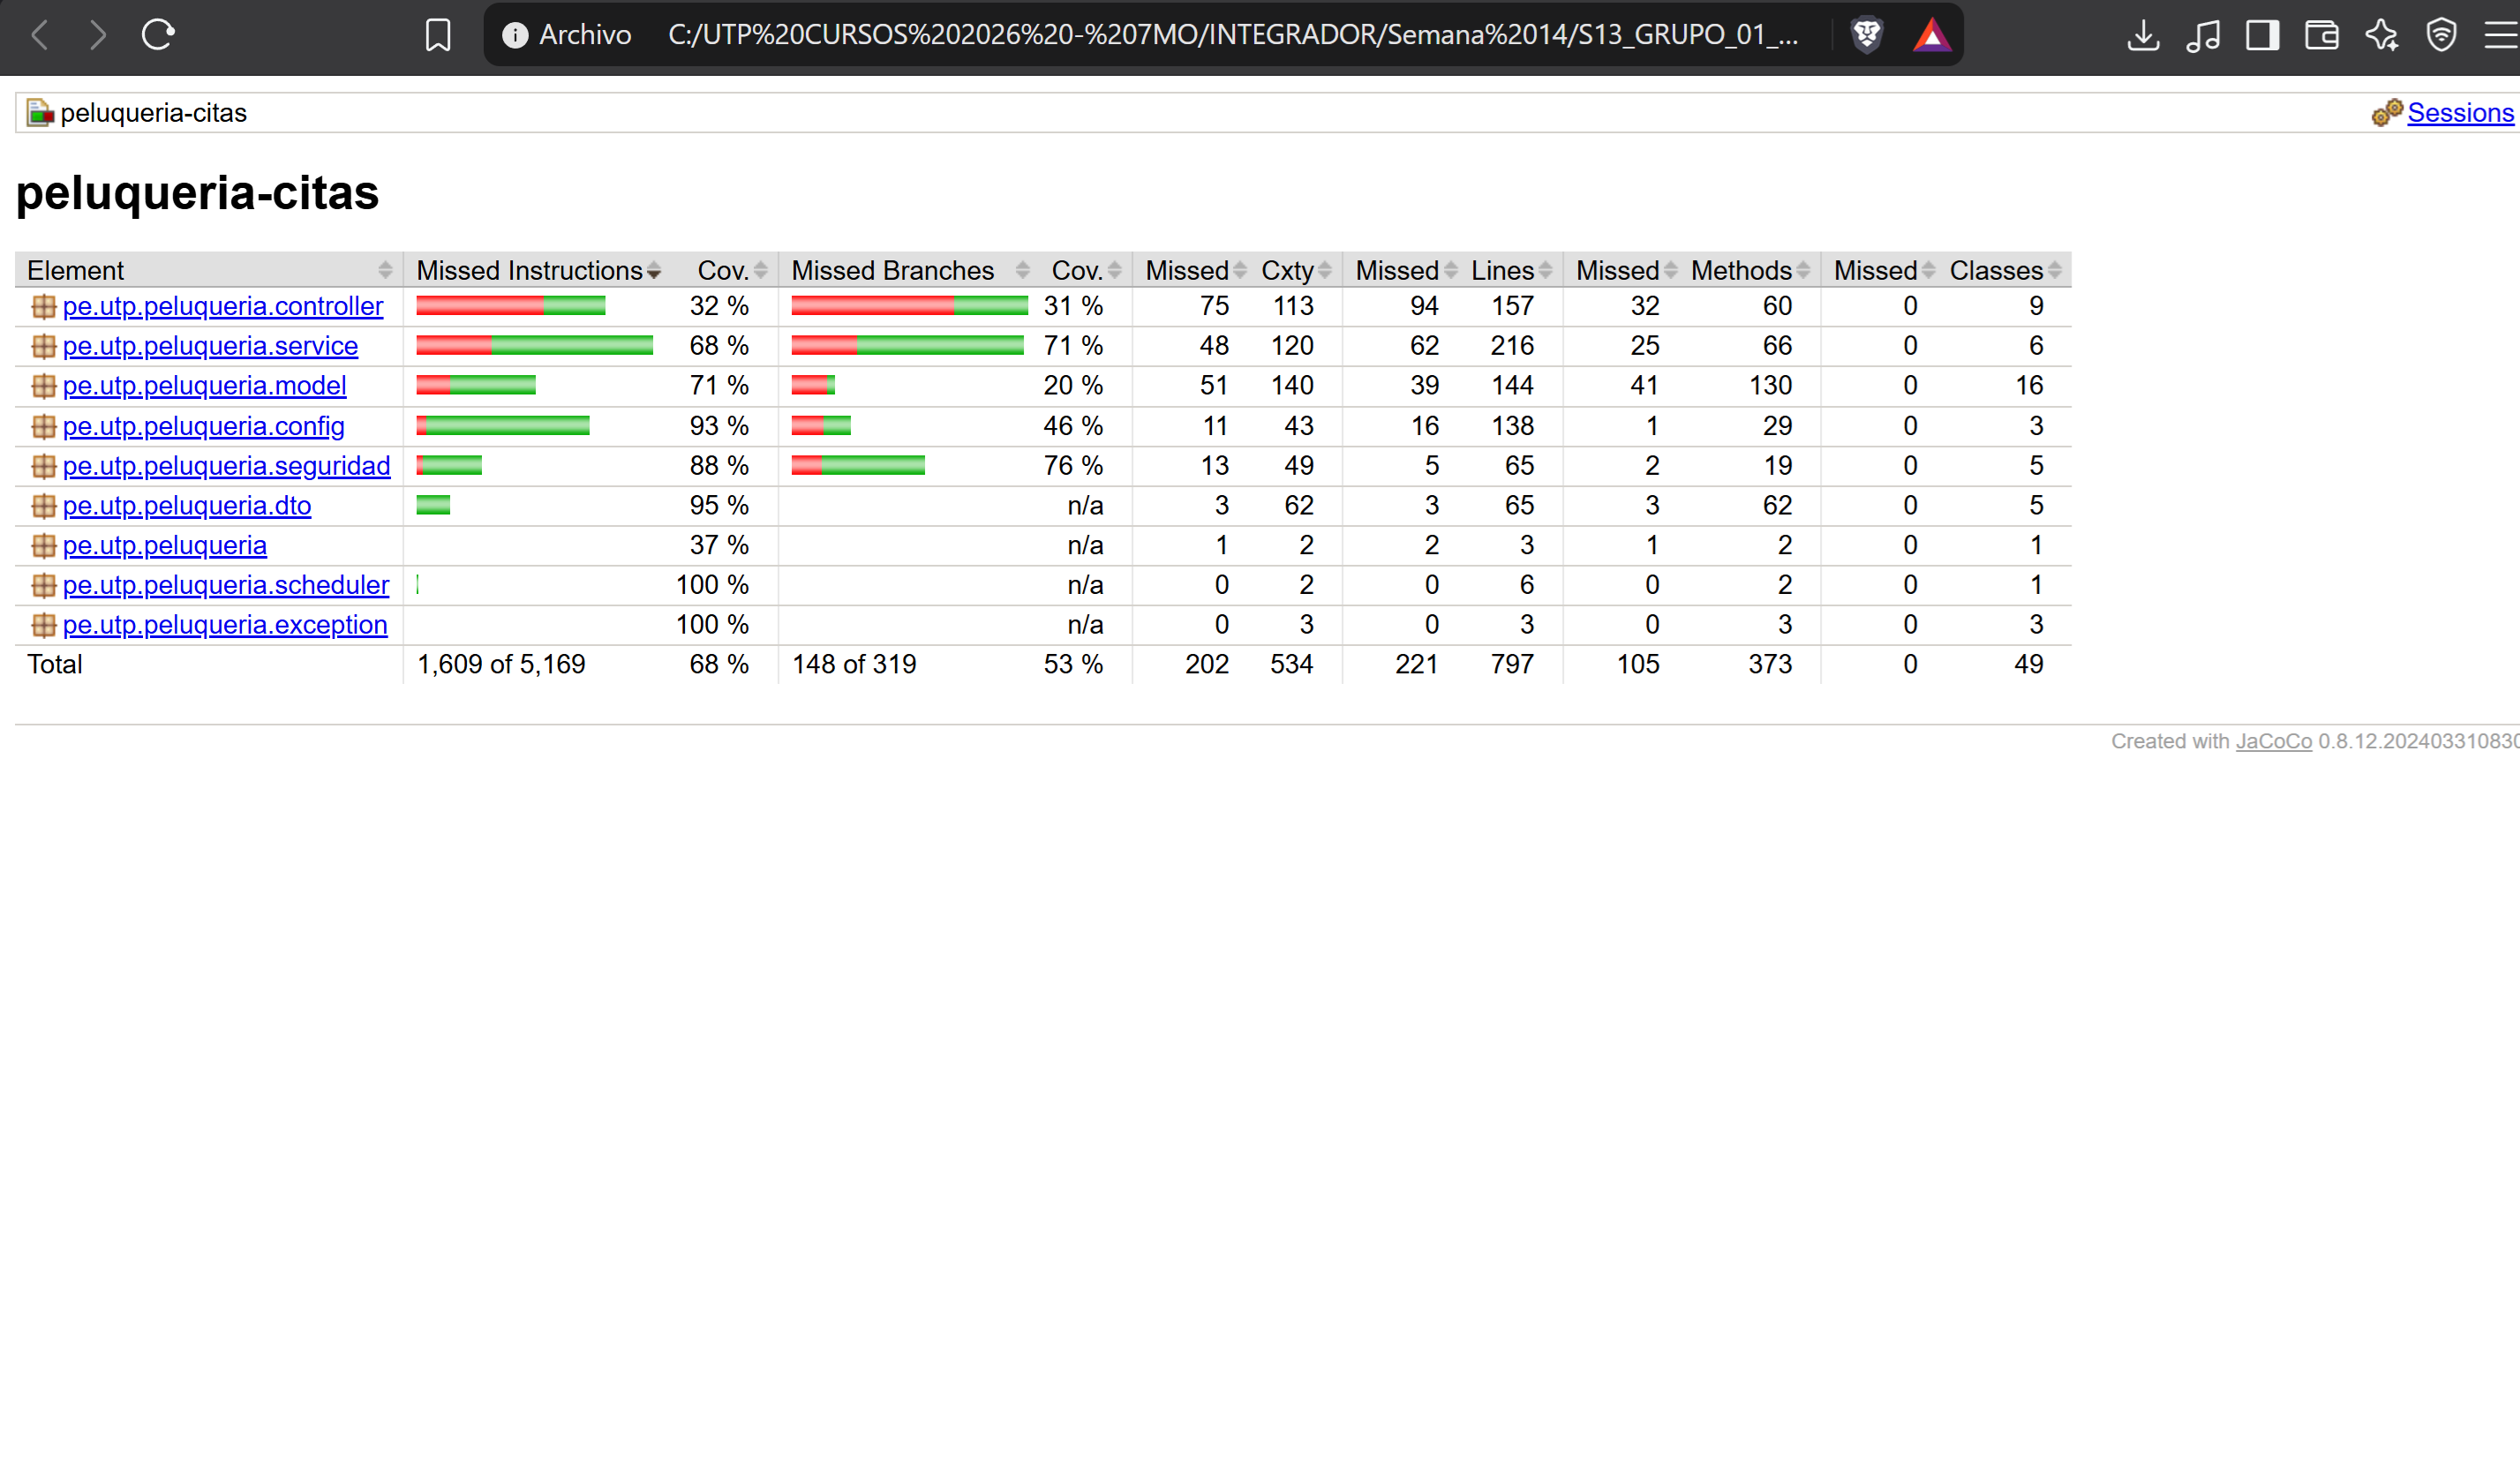 Archivo C:/UTP%20CURSOS%202026%20-%207MO/INTEGRADOR/Semana%2014/S13_GRUPO_01_...
peluqueria-citas Sessions
peluqueria-citas
Element Missed Instructions Cov. Missed Branches Cov. Missed Cxty Missed Lines Missed Methods Missed Classes
pe.utp.peluqueria.controller 32 % 31 % 75 113 94 157 32 60 0 9
pe.utp.peluqueria.service 68 % 71 % 48 120 62 216 25 66 0 6
pe.utp.peluqueria.model 71 % 20 % 51 140 39 144 41 130 0 16
pe.utp.peluqueria.config 93 % 46 % 11 43 16 138 1 29 0 3
pe.utp.peluqueria.seguridad 88 % 76 % 13 49 5 65 2 19 0 5
pe.utp.peluqueria.dto 95 % n/a 3 62 3 65 3 62 0 5
pe.utp.peluqueria 37 % n/a 1 2 2 3 1 2 0 1
pe.utp.peluqueria.scheduler 100 % n/a 0 2 0 6 0 2 0 1
pe.utp.peluqueria.exception 100 % n/a 0 3 0 3 0 3 0 3
Total 1,609 of 5,169 68 % 148 of 319 53 % 202 534 221 797 105 373 0 49
Created with JaCoCo 0.8.12.202403310830